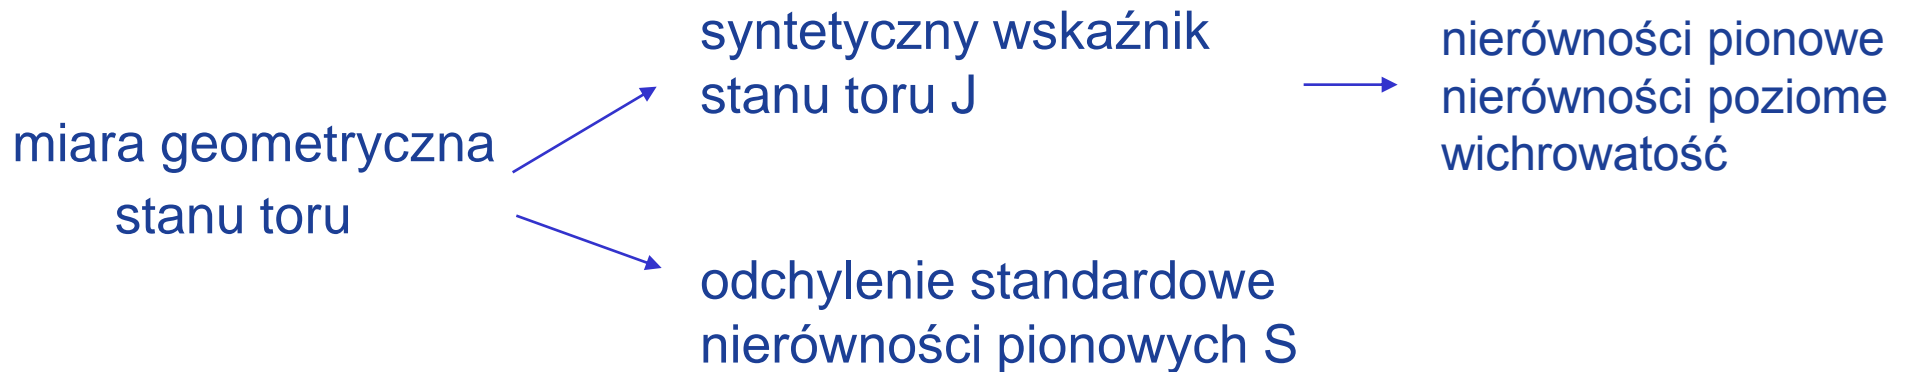 miara geometryczna
stanu toru
syntetyczny wskaźnik
stanu toru J
nierówności pionowe
nierówności poziome
wichrowatość
odchylenie standardowe
nierówności pionowych S